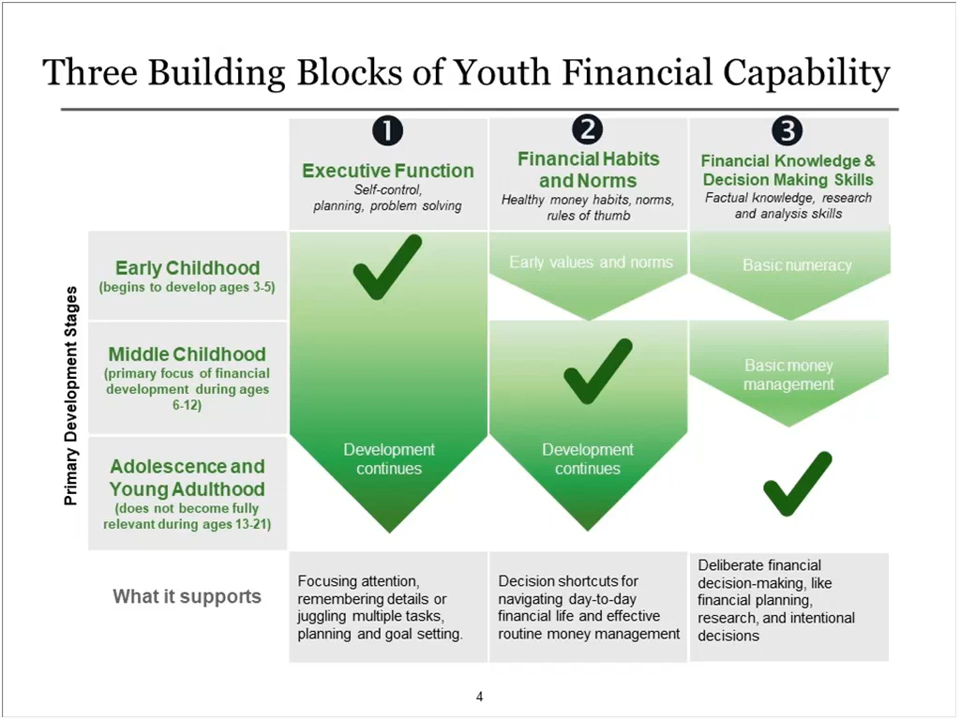 Three Building Blocks of Youth Financial Capability
1
Executive Function
Self-control,
planning, problem solving
2
Financial Habits
and Norms
Healthy money habits, norms,
rules of thumb
3
Financial Knowledge &
Decision Making Skills
Factual knowledge, research
and analysis skills
Primary Development Stages
Early Childhood
(begins to develop ages 3-5)
Early values and norms
Basic numeracy
Middle Childhood
(primary focus of financial
development during ages
6-12)
Basic money
management
Adolescence and
Young Adulthood
(does not become fully
relevant during ages 13-21)
Development
continues
Development
continues
What it supports
Focusing attention,
remembering details or
juggling multiple tasks,
planning and goal setting.
Decision shortcuts for
navigating day-to-day
financial life and effective
routine money management
Deliberate financial
decision-making, like
financial planning,
research, and intentional
decisions
4